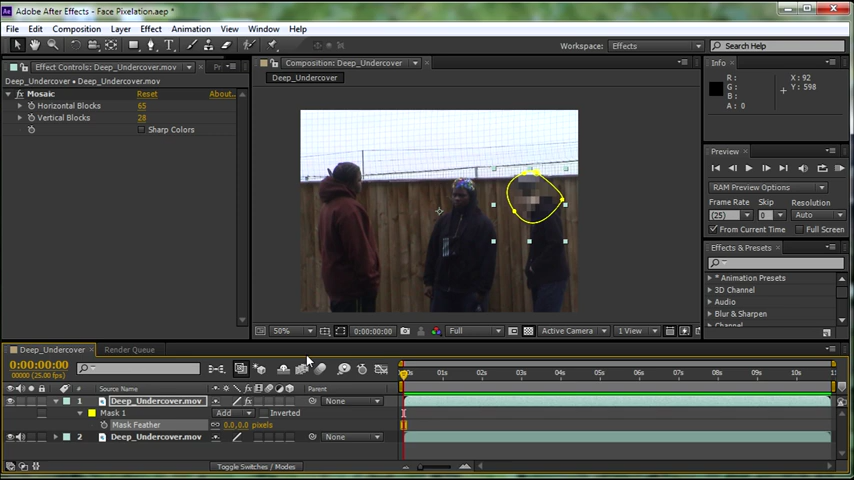 Adobe After Effects - Face Pixelation.aep *
File Edit Composition Layer Effect Animation View Window Help
Workspace: Effects Search Help
Effect Controls: Deep_Undercover.mov
Composition: Deep_Undercover
Info
Deep_Undercover • Deep_Undercover.mov
Deep_Undercover
fx Mosaic Reset About...
Horizontal Blocks 65
Vertical Blocks 28
Sharp Colors
R: X: 92
G: Y: 598
B:
A: 0
Preview
RAM Preview Options
Frame Rate Skip Resolution
(25) 0 Auto
From Current Time Full Screen
Effects & Presets
* Animation Presets
3D Channel
Audio
Blur & Sharpen
Channel
50% 0:00:00:00 Full Active Camera 1 View
Deep_Undercover Render Queue
0:00:00:00
00000 (25.00 fps)
# Source Name Parent
01s 02s 03s 04s 05s 06s 07s 08s 09s 10s
1 Deep_Undercover.mov fx None
Mask 1 Add Inverted
Mask Feather 0.0,0.0 pixels
2 Deep_Undercover.mov None
Toggle Switches / Modes